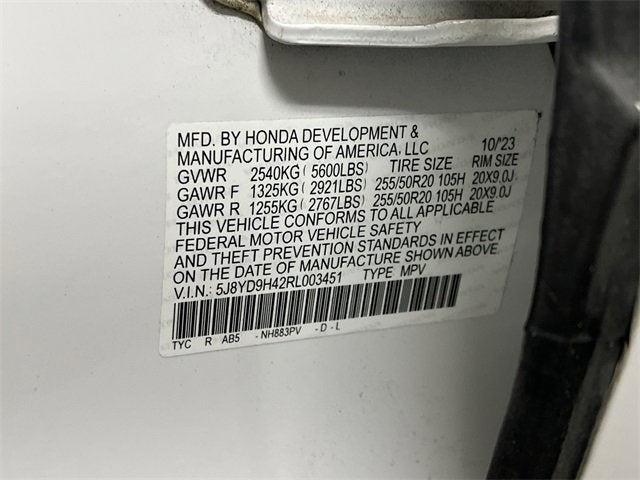 MFD. BY HONDA DEVELOPMENT & 
MANUFACTURING OF AMERICA, LLC 10/'23
GVWR 2540KG ( 5600LBS) TIRE SIZE RIM SIZE
GAWR F 1325KG ( 2921LBS) 255/50R20 105H 20X9.0J
GAWR R 1255KG ( 2767LBS) 255/50R20 105H 20X9.0J
THIS VEHICLE CONFORMS TO ALL APPLICABLE
FEDERAL MOTOR VEHICLE SAFETY
AND THEFT PREVENTION STANDARDS IN EFFECT
ON THE DATE OF MANUFACTURE SHOWN ABOVE.
V.I.N.: 5J8YD9H42RL003451 TYPE MPV
TYC R AB5 - NH883PV - D - L